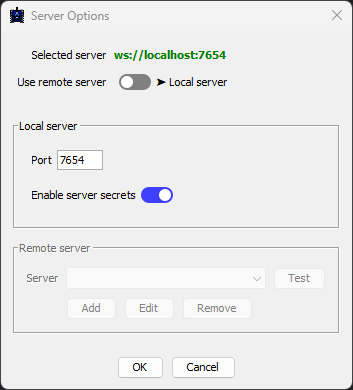 Server Options
Selected server ws://localhost:7654
Use remote server ➤ Local server
Local server
Port 7654
Enable server secrets
Remote server
Server Test
Add Edit Remove
OK Cancel